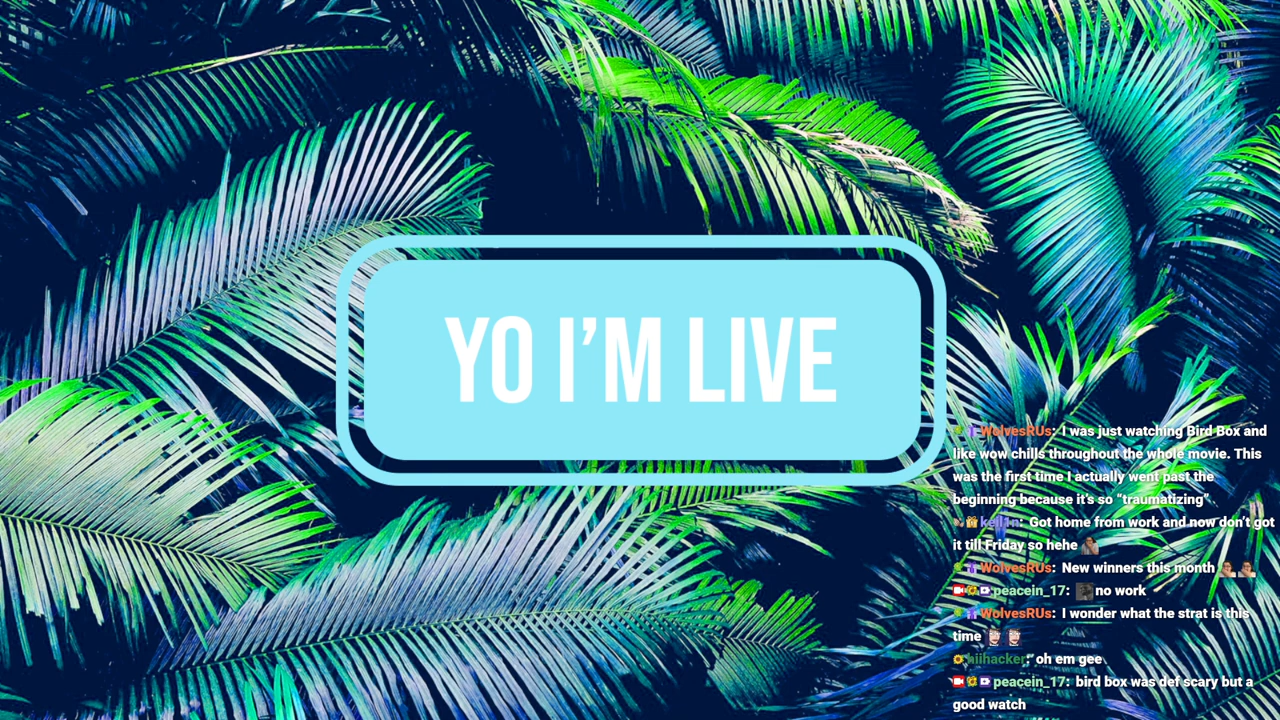 YO I’M LIVE
WolvesRUs: I was just watching Bird Box and
like wow chills throughout the whole movie. This
was the first time I actually went past the
beginning because it’s so “traumatizing”
Got home from work and now don’t got
it till Friday so hehe
WolvesRUs: New winners this month
peacein_17: no work
WolvesRUs: I wonder what the strat is this
time
hiihacker: oh em gee
peacein_17: bird box was def scary but a
good watch